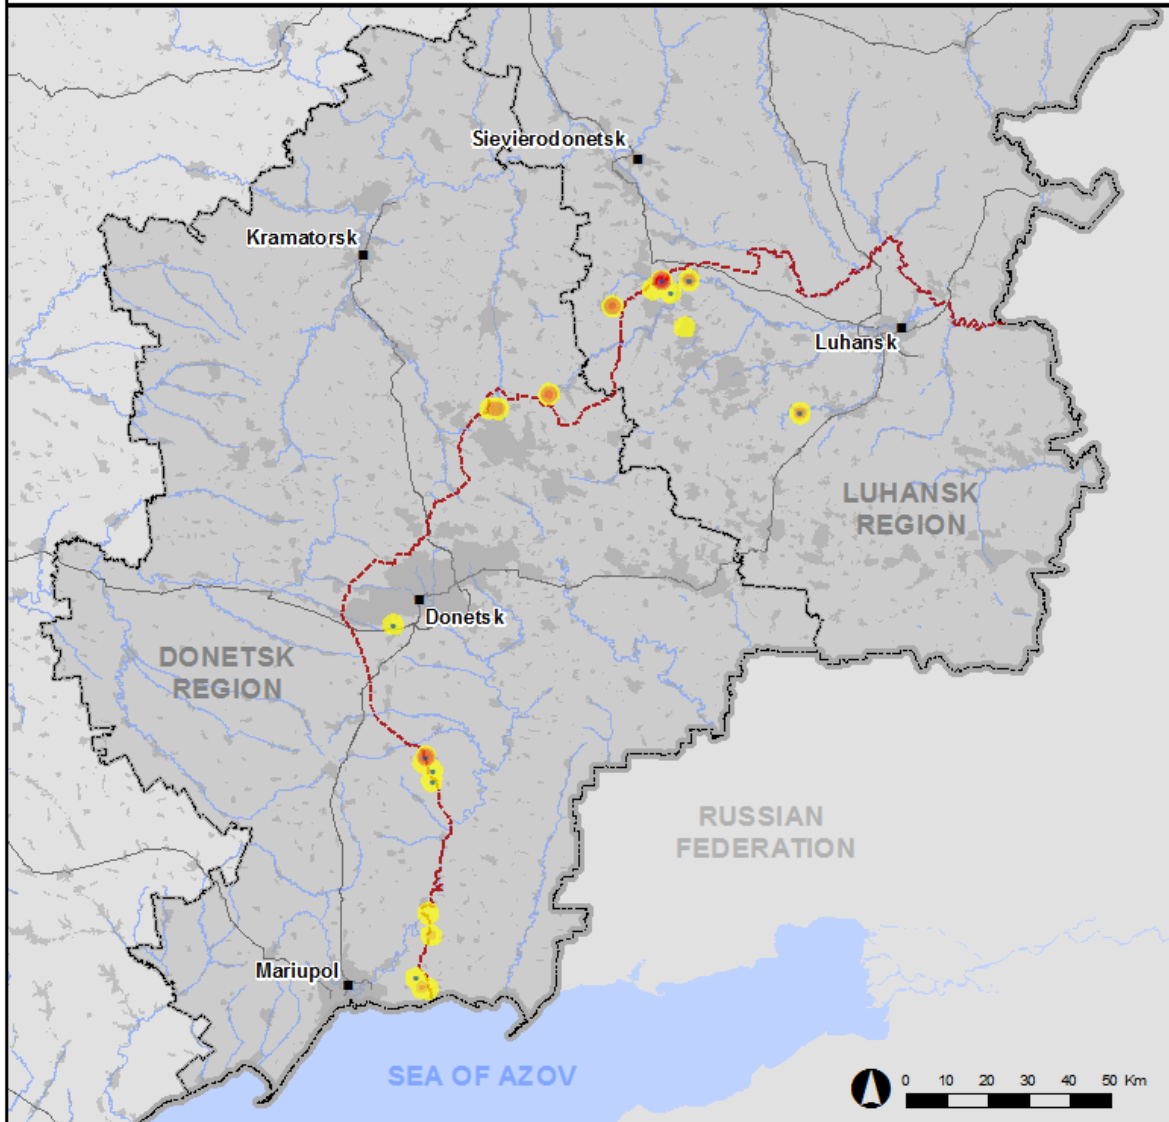 Sievierodonetsk
Kramatorsk
Luhansk
LUHANSK
REGION
Donetsk
DONETSK
REGION
RUSSIAN
FEDERATION
Mariupol
SEA OF AZOV
0 10 20 30 40 50 Km